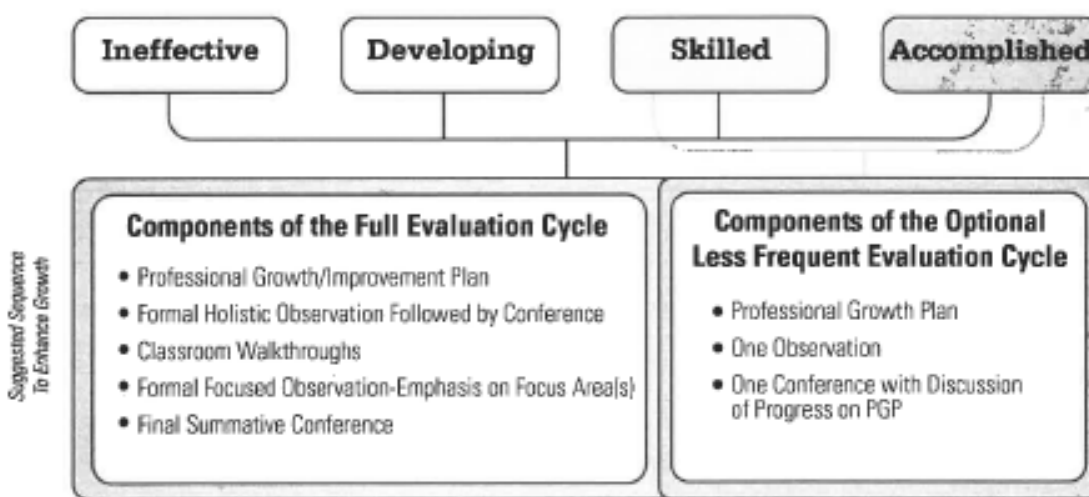 Ineffective
Developing
Skilled
Accomplished
Suggested Sequence
To Enhance Growth
Components of the Full Evaluation Cycle
• Professional Growth/Improvement Plan
• Formal Holistic Observation Followed by Conference
• Classroom Walkthroughs
• Formal Focused Observation-Emphasis on Focus Area(s)
• Final Summative Conference
Components of the Optional
Less Frequent Evaluation Cycle
• Professional Growth Plan
• One Observation
• One Conference with Discussion
of Progress on PGP